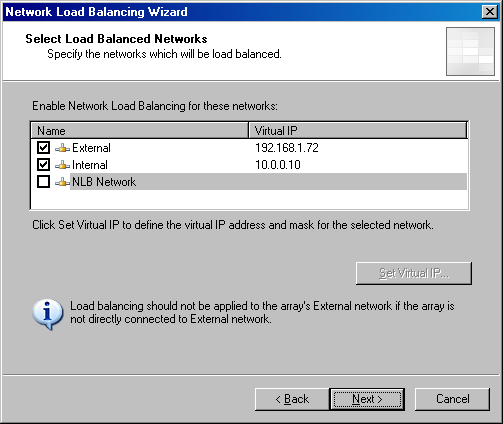 Network Load Balancing Wizard
Select Load Balanced Networks
Specify the networks which will be load balanced.
Enable Network Load Balancing for these networks:
Name Virtual IP
External 192.168.1.72
Internal 10.0.0.10
NLB Network
Click Set Virtual IP to define the virtual IP address and mask for the selected network.
Set Virtual IP...
Load balancing should not be applied to the array's External network if the array is
not directly connected to External network.
< Back Next > Cancel